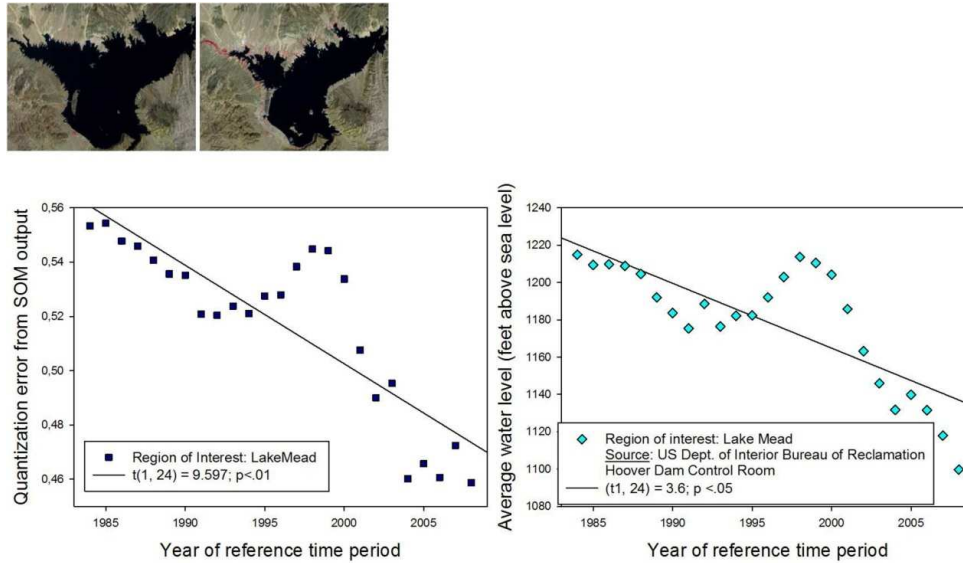 Quantization error from SOM output
0,56
0,54
0,52
0,50
0,48
0,46
Region of Interest: LakeMead
t(1, 24) = 9.597; p<.01
1985 1990 1995 2000 2005
Year of reference time period
Average water level (feet above sea level)
1240
1220
1200
1180
1160
1140
1120
1100
1080
Region of interest: Lake Mead
Source: US Dept. of Interior Bureau of Reclamation
Hoover Dam Control Room
(t1, 24) = 3.6; p <.05
1985 1990 1995 2000 2005
Year of reference time period